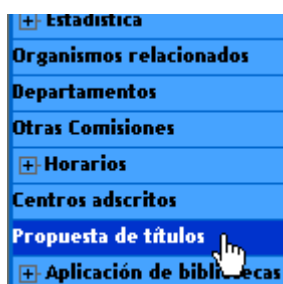 Estadística
Organismos relacionados
Departamentos
Otras Comisiones
Horarios
Centros adscritos
Propuesta de títulos
Aplicación de bibliotecas